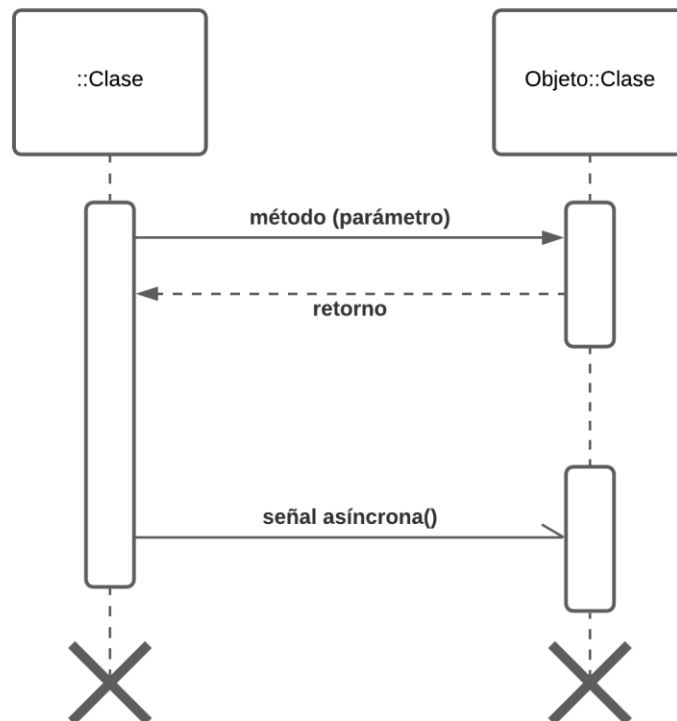 ::Clase
Objeto::Clase
método (parámetro)
retorno
señal asíncrona()